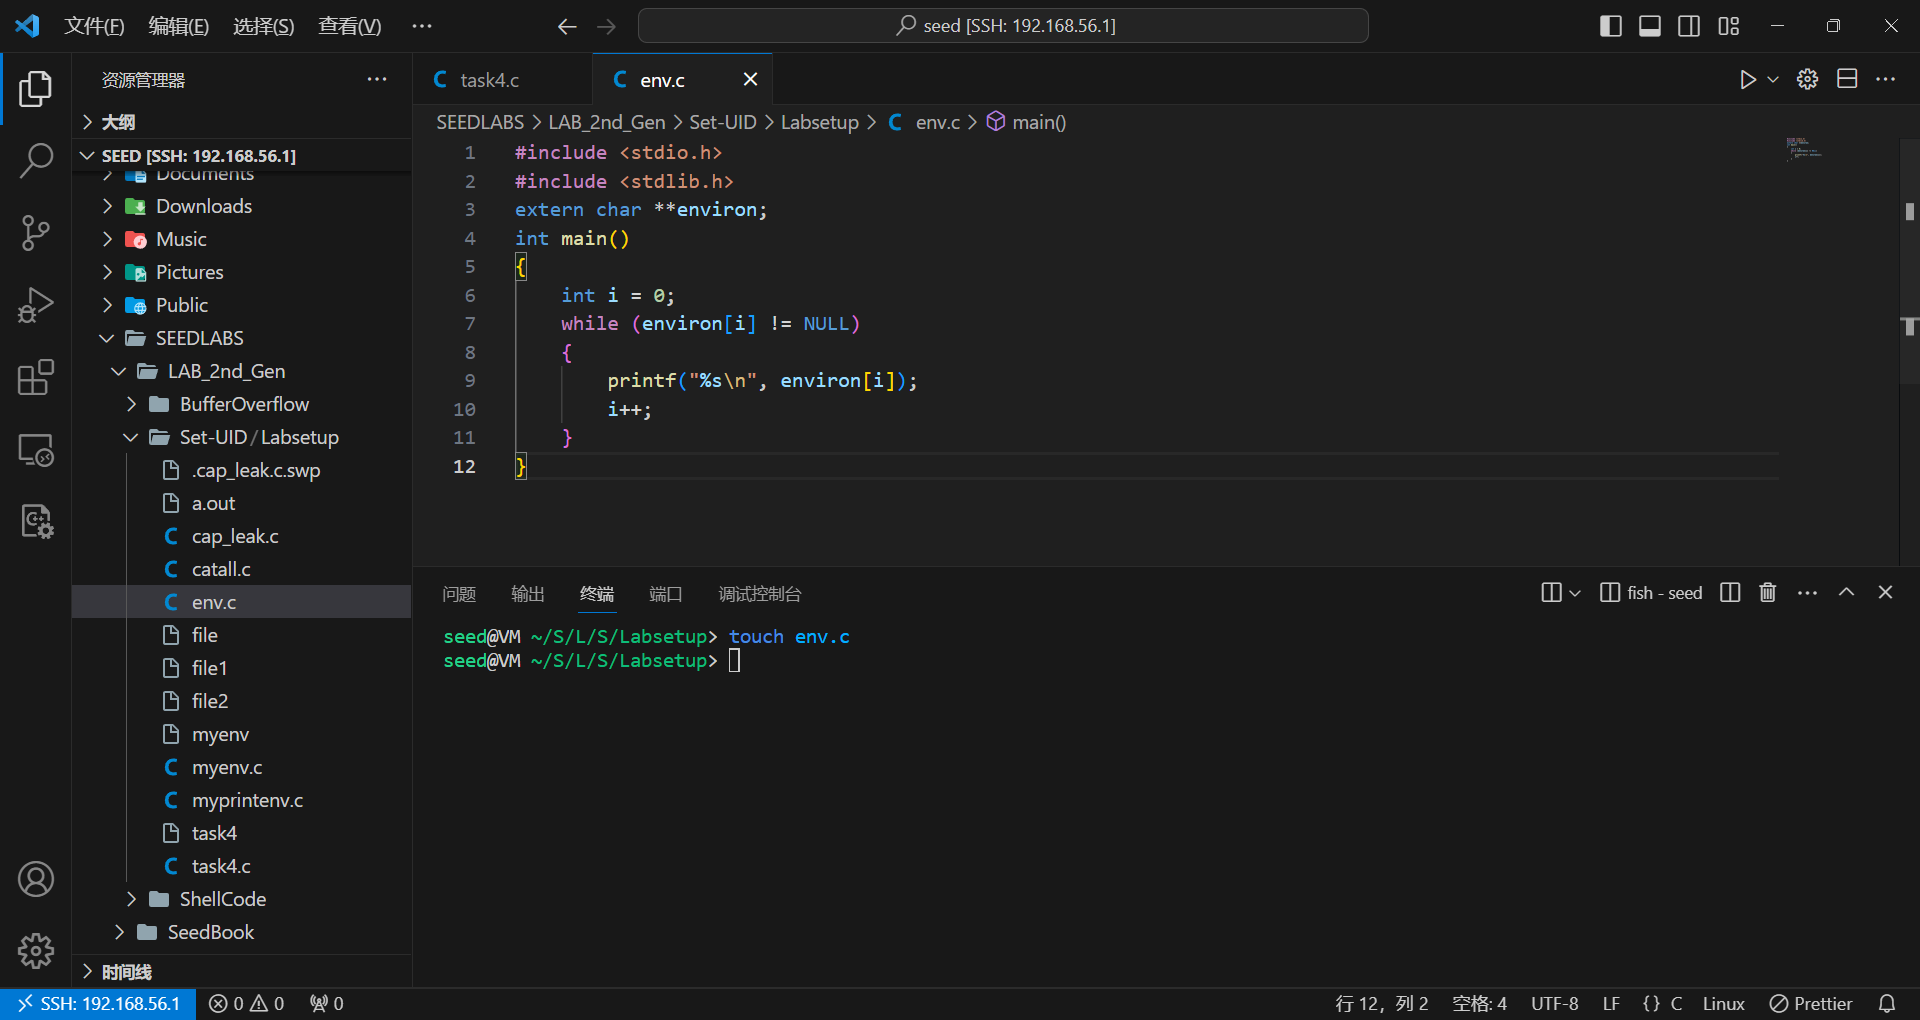 文件(F) 编辑(E) 选择(S) 查看(V) ··· seed [SSH: 192.168.56.1]
资源管理器
大纲
SEED [SSH: 192.168.56.1]
Documents
Downloads
Music
Pictures
Public
SEEDLABS
LAB_2nd_Gen
BufferOverflow
Set-UID / Labsetup
.cap_leak.c.swp
a.out
C cap_leak.c
C catall.c
C env.c
file
file1
file2
myenv
C myenv.c
C myprintenv.c
task4
C task4.c
ShellCode
SeedBook
时间线
C task4.c C env.c
SEEDLABS > LAB_2nd_Gen > Set-UID > Labsetup > C env.c > main()
1 #include <stdio.h>
2 #include <stdlib.h>
3 extern char **environ;
4 int main()
5 {
6 int i = 0;
7 while (environ[i] != NULL)
8 {
9 printf("%s\n", environ[i]);
10 i++;
11 }
12 }
问题 输出 终端 端口 调试控制台 fish - seed
seed@VM ~/S/L/S/Labsetup> touch env.c
seed@VM ~/S/L/S/Labsetup>
SSH: 192.168.56.1 0 0 0 行 12，列 2 空格: 4 UTF-8 LF {} C Linux Prettier